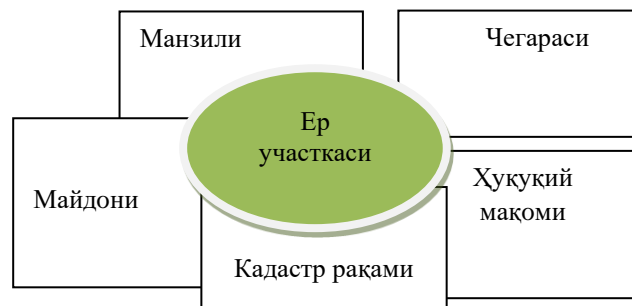 Манзили
Чегараси
Ер
участкаси
Майдони
Ҳуқуқий
мақоми
Кадастр рақами